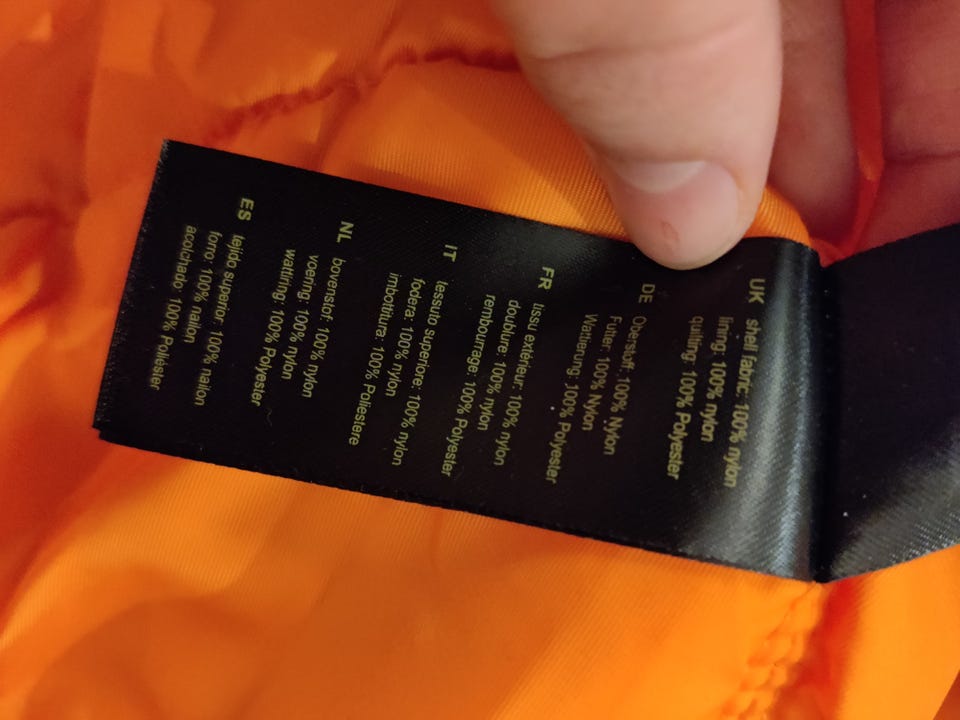 UK shell fabric: 100% nylon
lining: 100% nylon
quilting: 100% Polyester
DE Oberstoff: 100% Nylon
Futter: 100% Nylon
Wattierung: 100% Polyester
FR tissu extérieur: 100% nylon
doublure: 100% nylon
rembourrage: 100% Polyester
IT tessuto superiore: 100% nylon
fodera: 100% nylon
imbottitura: 100% Poliestere
NL bovenstof: 100% nylon
voering: 100% nylon
wattiring: 100% Polyester
ES tejido superior: 100% nailon
forro: 100% nailon
acolchado: 100% Poliéster